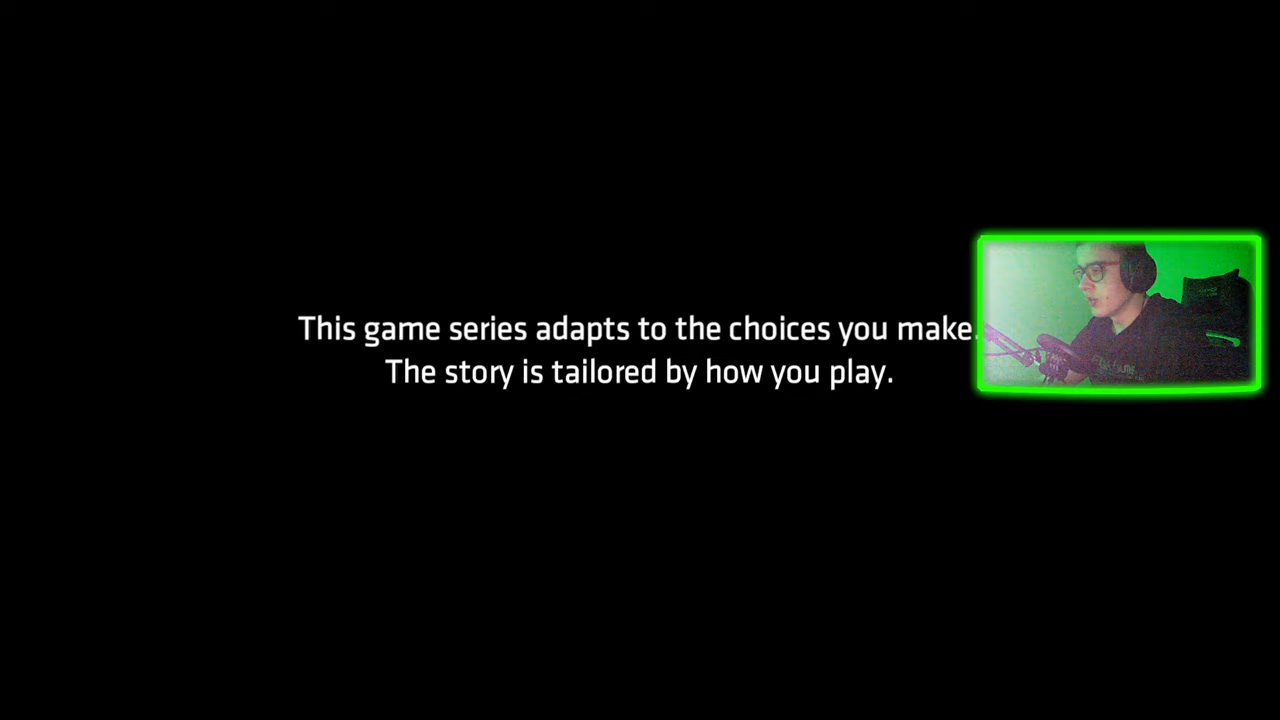 This game series adapts to the choices you make.
The story is tailored by how you play.